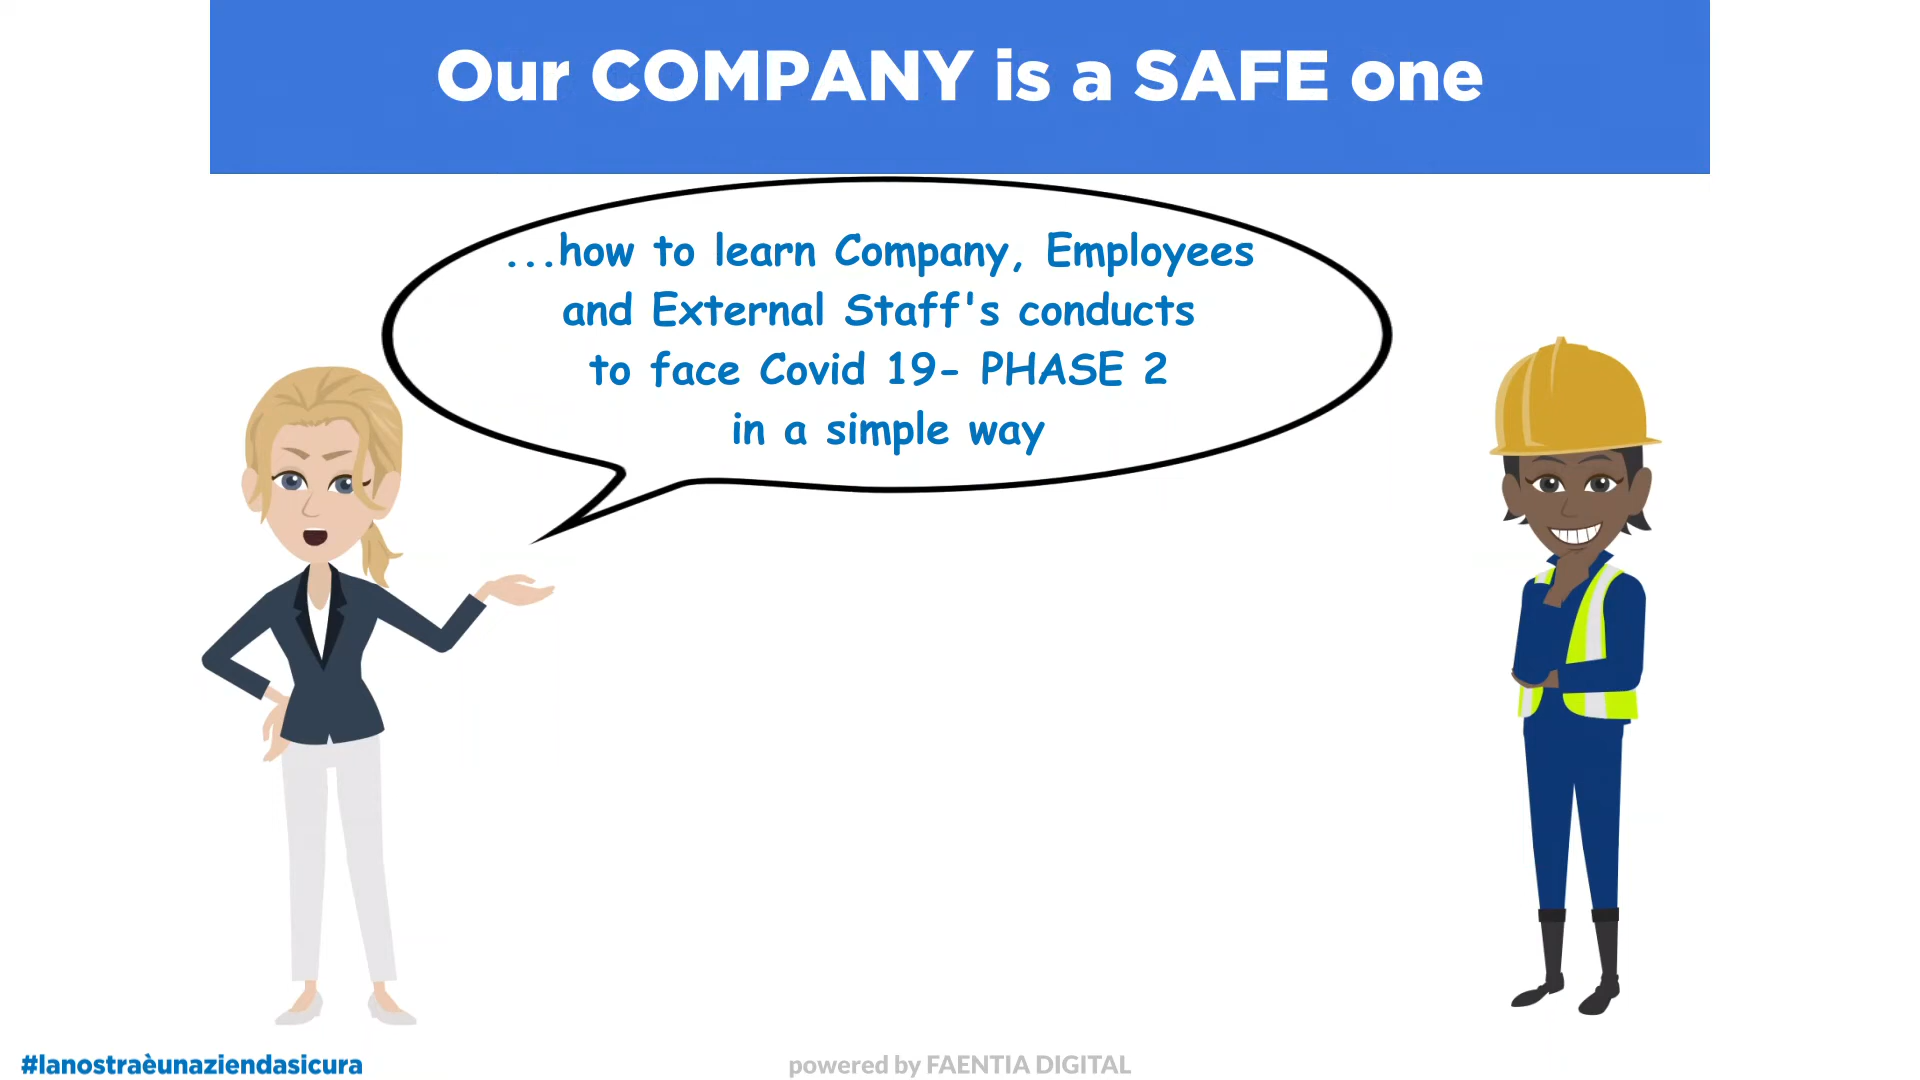 Our COMPANY is a SAFE one
...how to learn Company, Employees
and External Staff's conducts
to face Covid 19- PHASE 2
in a simple way
#lanostraèunaziendasicura
powered by FAENTIA DIGITAL